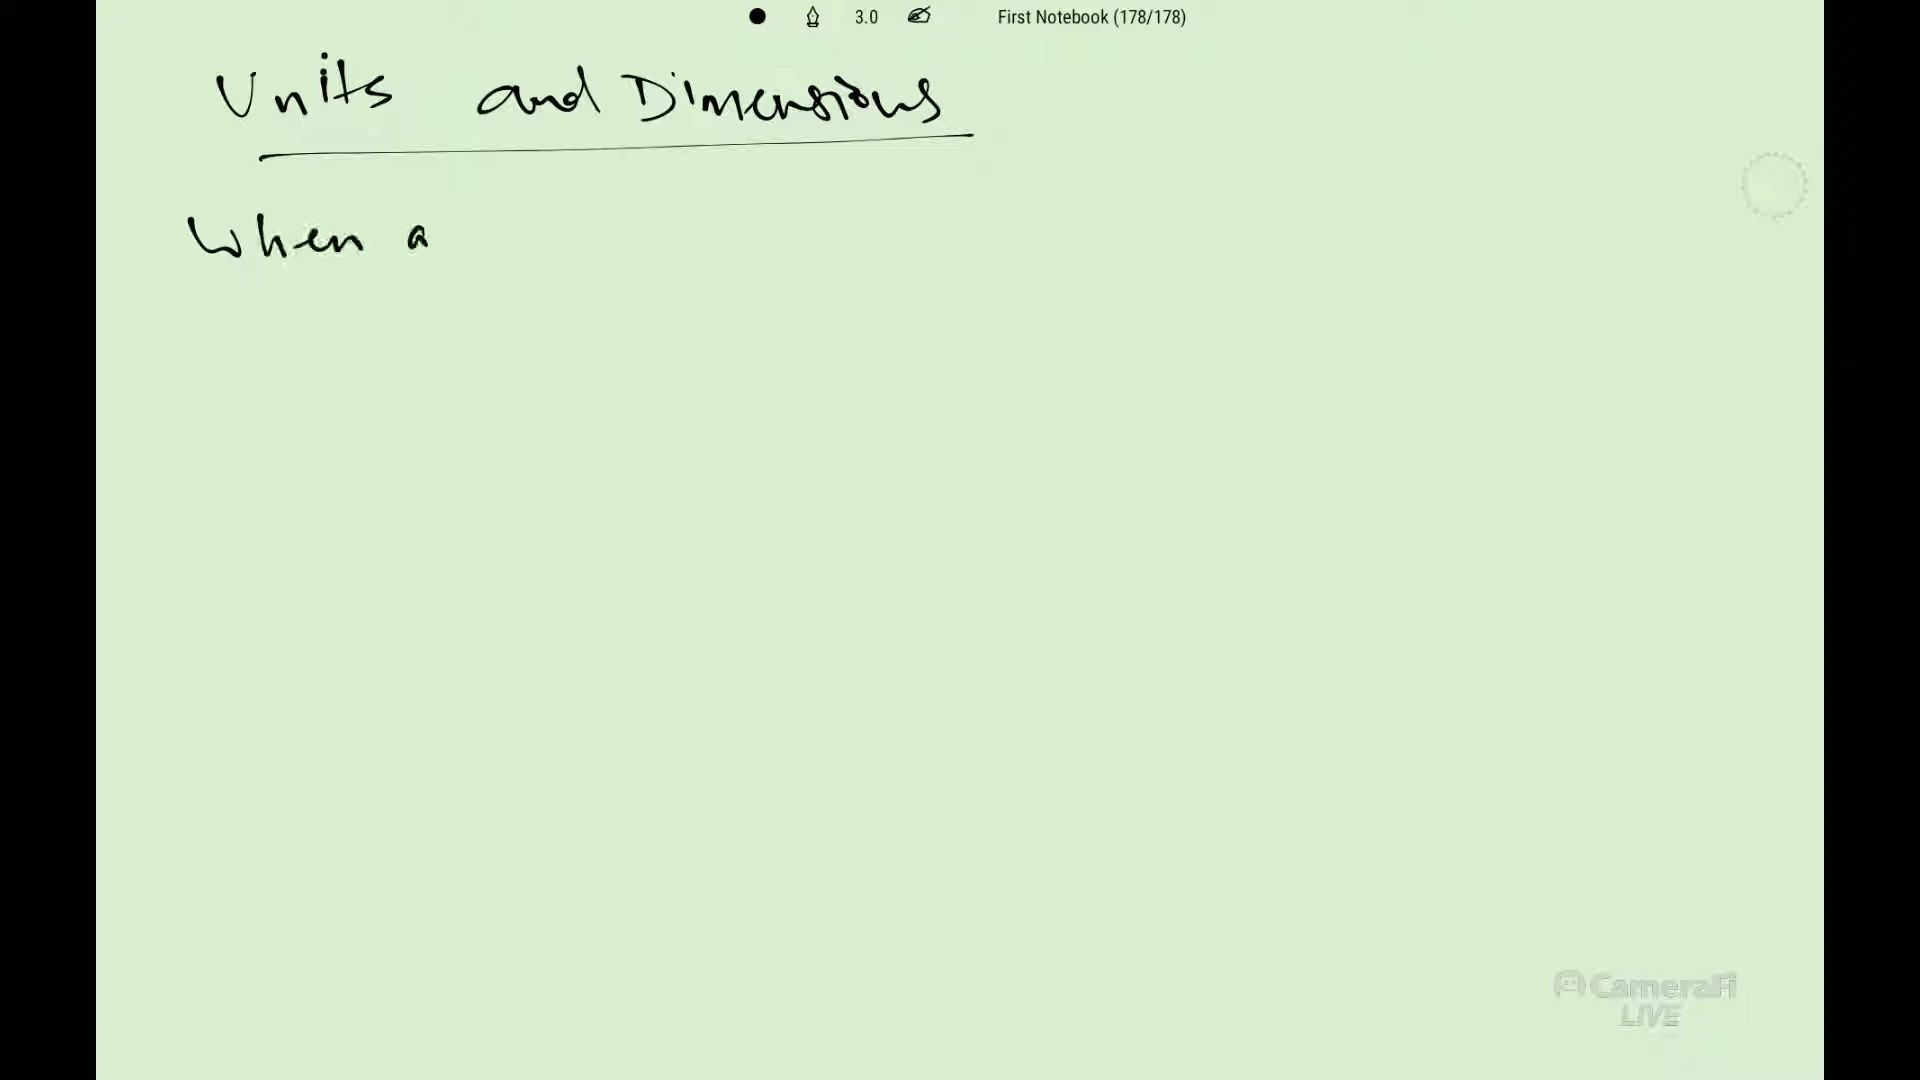 3.0 First Notebook (178/178)
Units and Dimensions
When a
CameraFi
LIVE